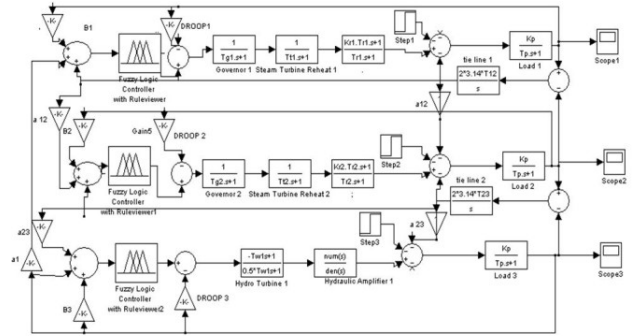 B1
-K-
-K- DROOP1
Step1
Fuzzy Logic
Controller
with Ruleviewer
1
Tg1.s+1
Governor 1
1
Tt1.s+1
Steam Turbine Reheat 1
Kr1.Tr1.s+1
Tr1.s+1
Kp
Tp.s+1
Load 1
Scope1
tie line 1
2*3.14*T12
s
a12
-K-
a 12
-K-
B2
-K-
Gain5
-K-
DROOP 2
Step2
Fuzzy Logic
Controller
with Ruleviewer1
1
Tg2.s+1
Governor 2
1
Tt2.s+1
Steam Turbine Reheat 2
Kr2.Tr2.s+1
Tr2.s+1
Kp
Tp.s+1
Load 2
Scope2
tie line 2
2*3.14*T23
s
a 23
-K-
a23
-K-
a1
-K-
Step3
Fuzzy Logic
Controller
with Ruleviewer2
-Tw1s+1
0.5*Tw1s+1
Hydro Turbine 1
num(s)
den(s)
Hydraulic Amplifier 1
Kp
Tp.s+1
Load 3
Scope3
B3
-K-
-K-
DROOP 3